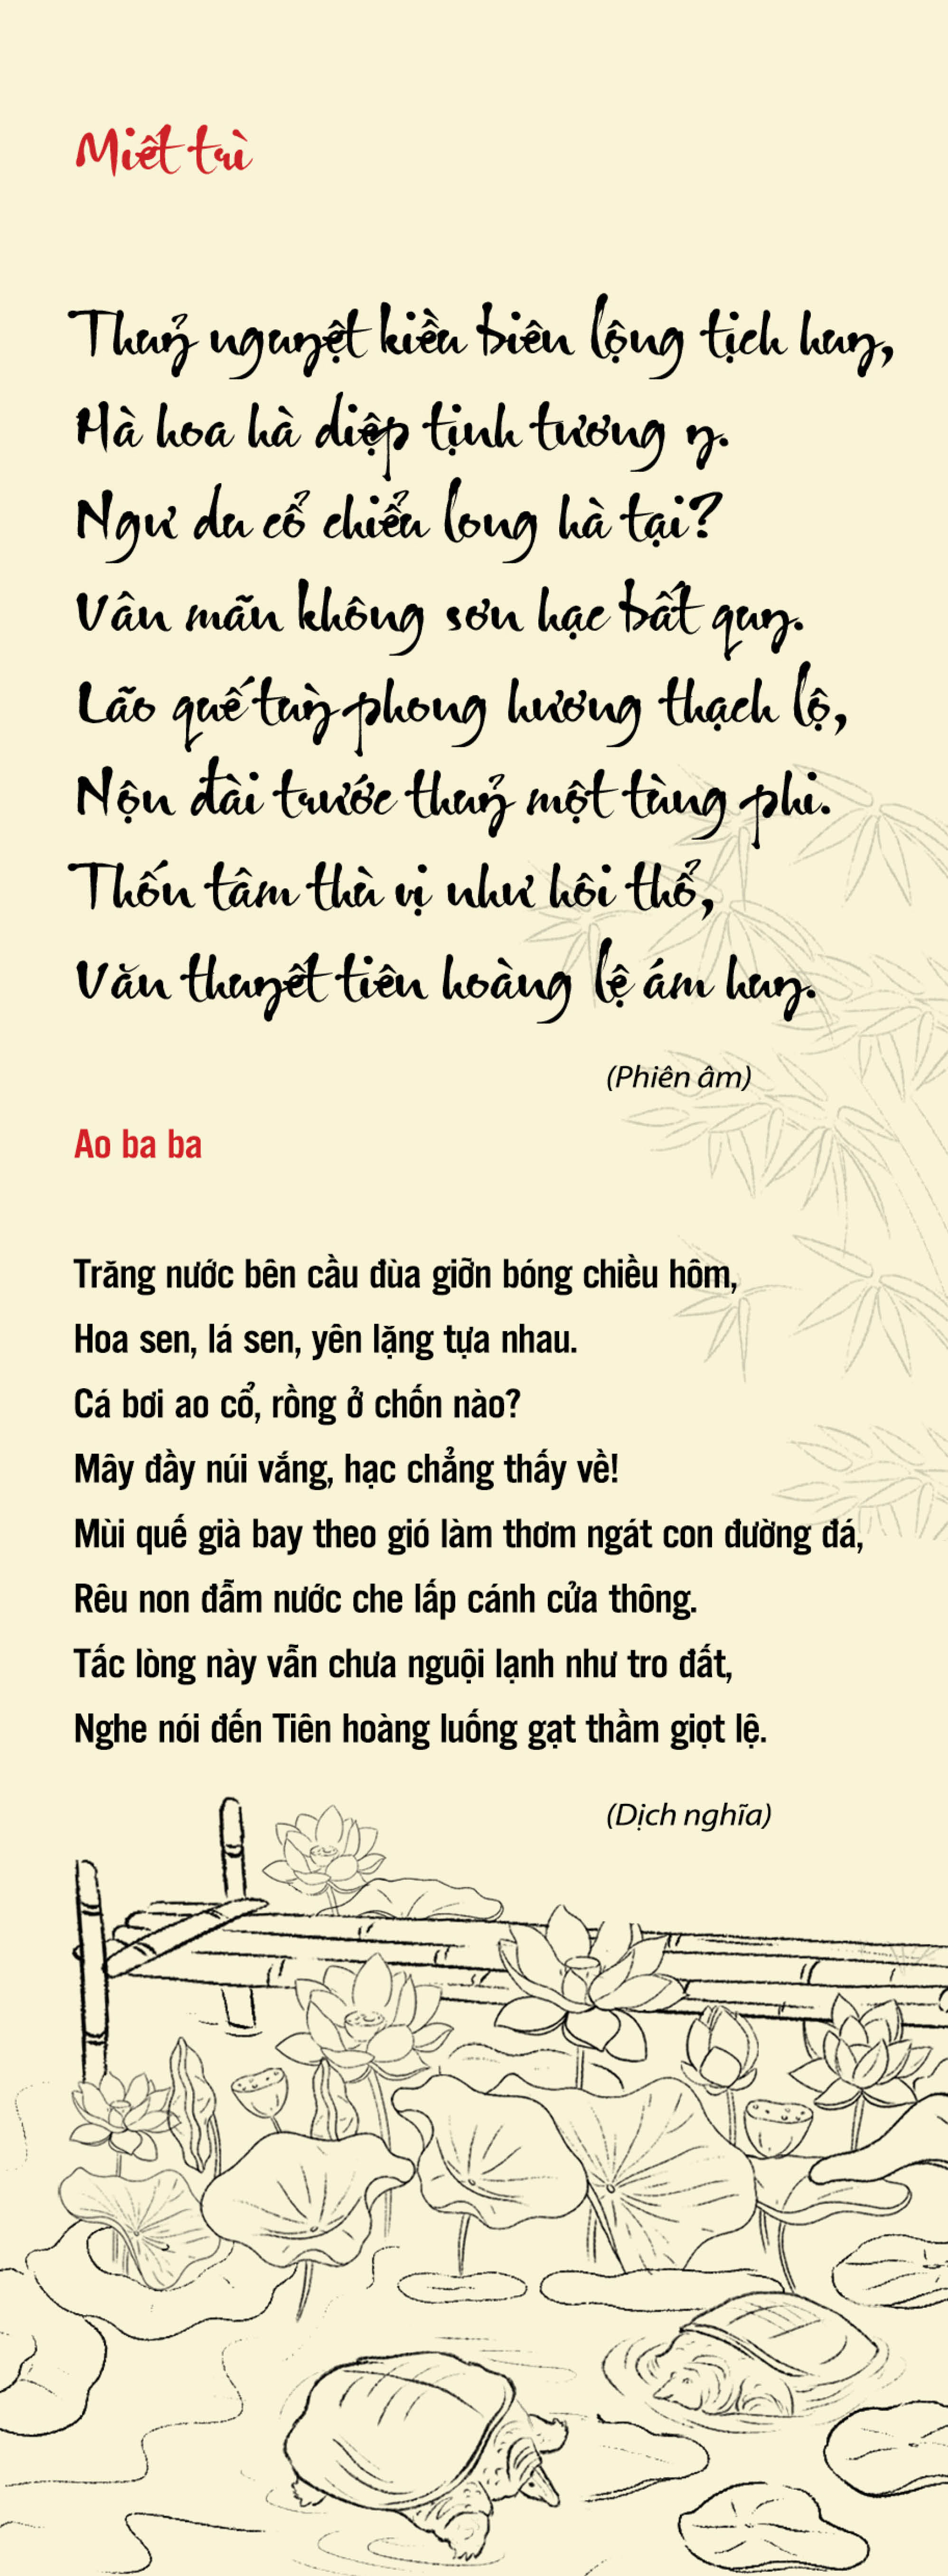 Miết trì
Thuỷ nguyệt kiều biên lộng tịch huy,
Hà hoa hà diệp tịnh tương y.
Ngư du cổ chiểu long hà tại?
Vân mãn không sơn hạc bất quy.
Lão quế tuỳ phong hương thạch lộ,
Nộn đài trước thuỷ một tùng phi.
Thốn tâm thù vị như hôi thổ,
Văn thuyết tiên hoàng lệ ám huy.
(Phiên âm)
Ao ba ba
Trăng nước bên cầu đùa giỡn bóng chiều hôm,
Hoa sen, lá sen, yên lặng tựa nhau.
Cá bơi ao cổ, rồng ở chốn nào?
Mây đầy núi vắng, hạc chẳng thấy về!
Mùi quế già bay theo gió làm thơm ngát con đường đá,
Rêu non đẫm nước che lấp cánh cửa thông.
Tấc lòng này vẫn chưa nguội lạnh như tro đất,
Nghe nói đến Tiên hoàng luống gạt thầm giọt lệ.
(Dịch nghĩa)